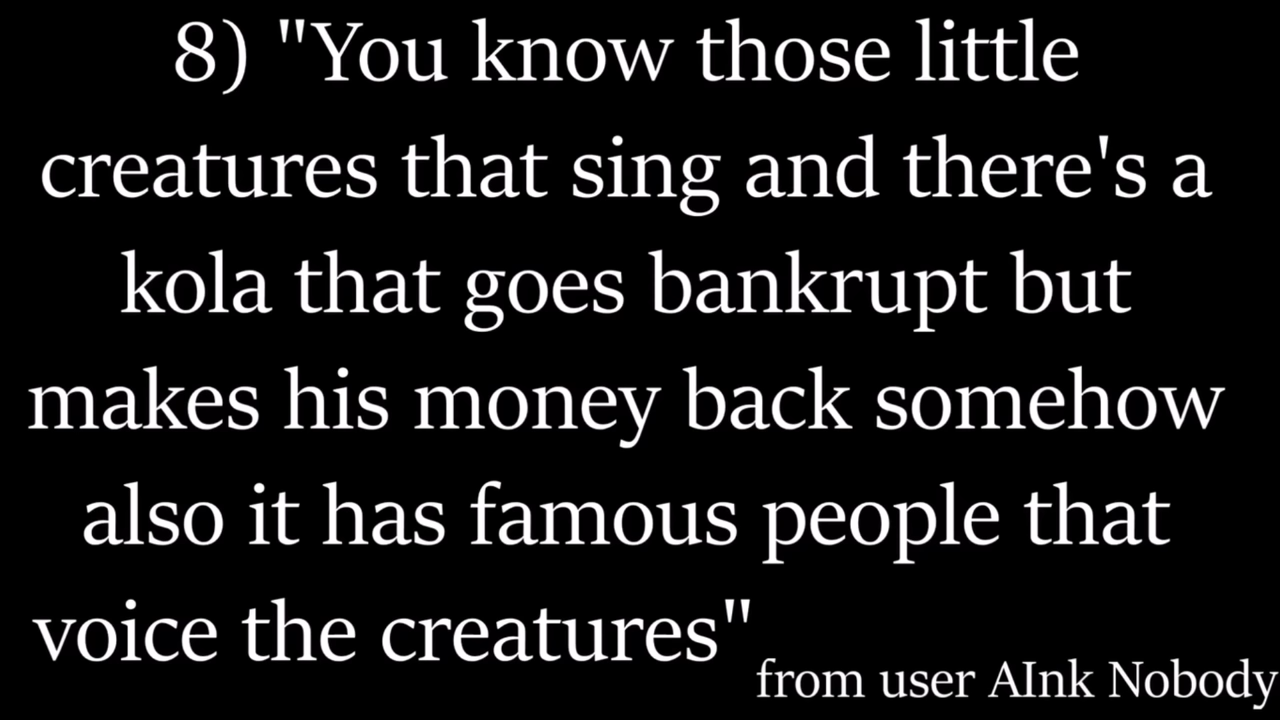 8) "You know those little
creatures that sing and there's a
kola that goes bankrupt but
makes his money back somehow
also it has famous people that
voice the creatures"
from user AInk Nobody